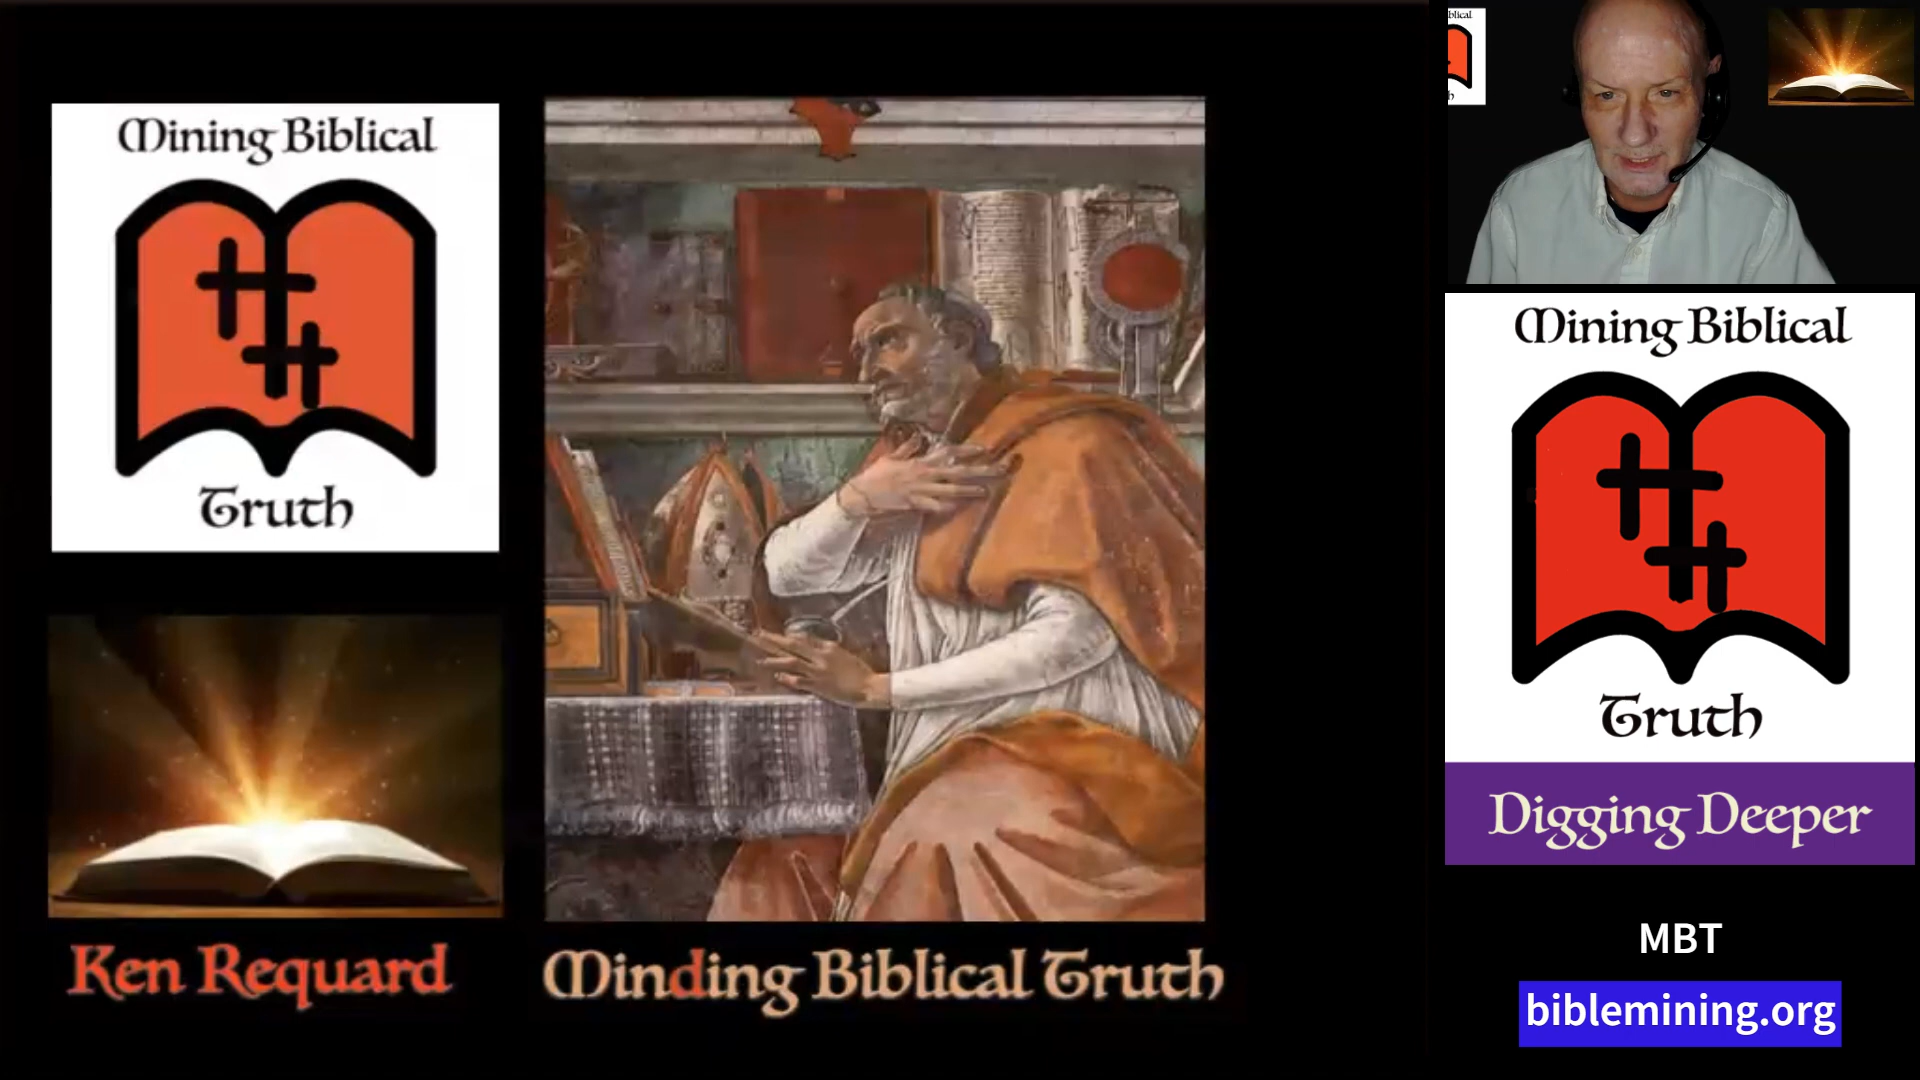 Mining Biblical
Truth
Ken Requard
Minding Biblical Truth
Mining Biblical
Truth
Digging Deeper
MBT
biblemining.org